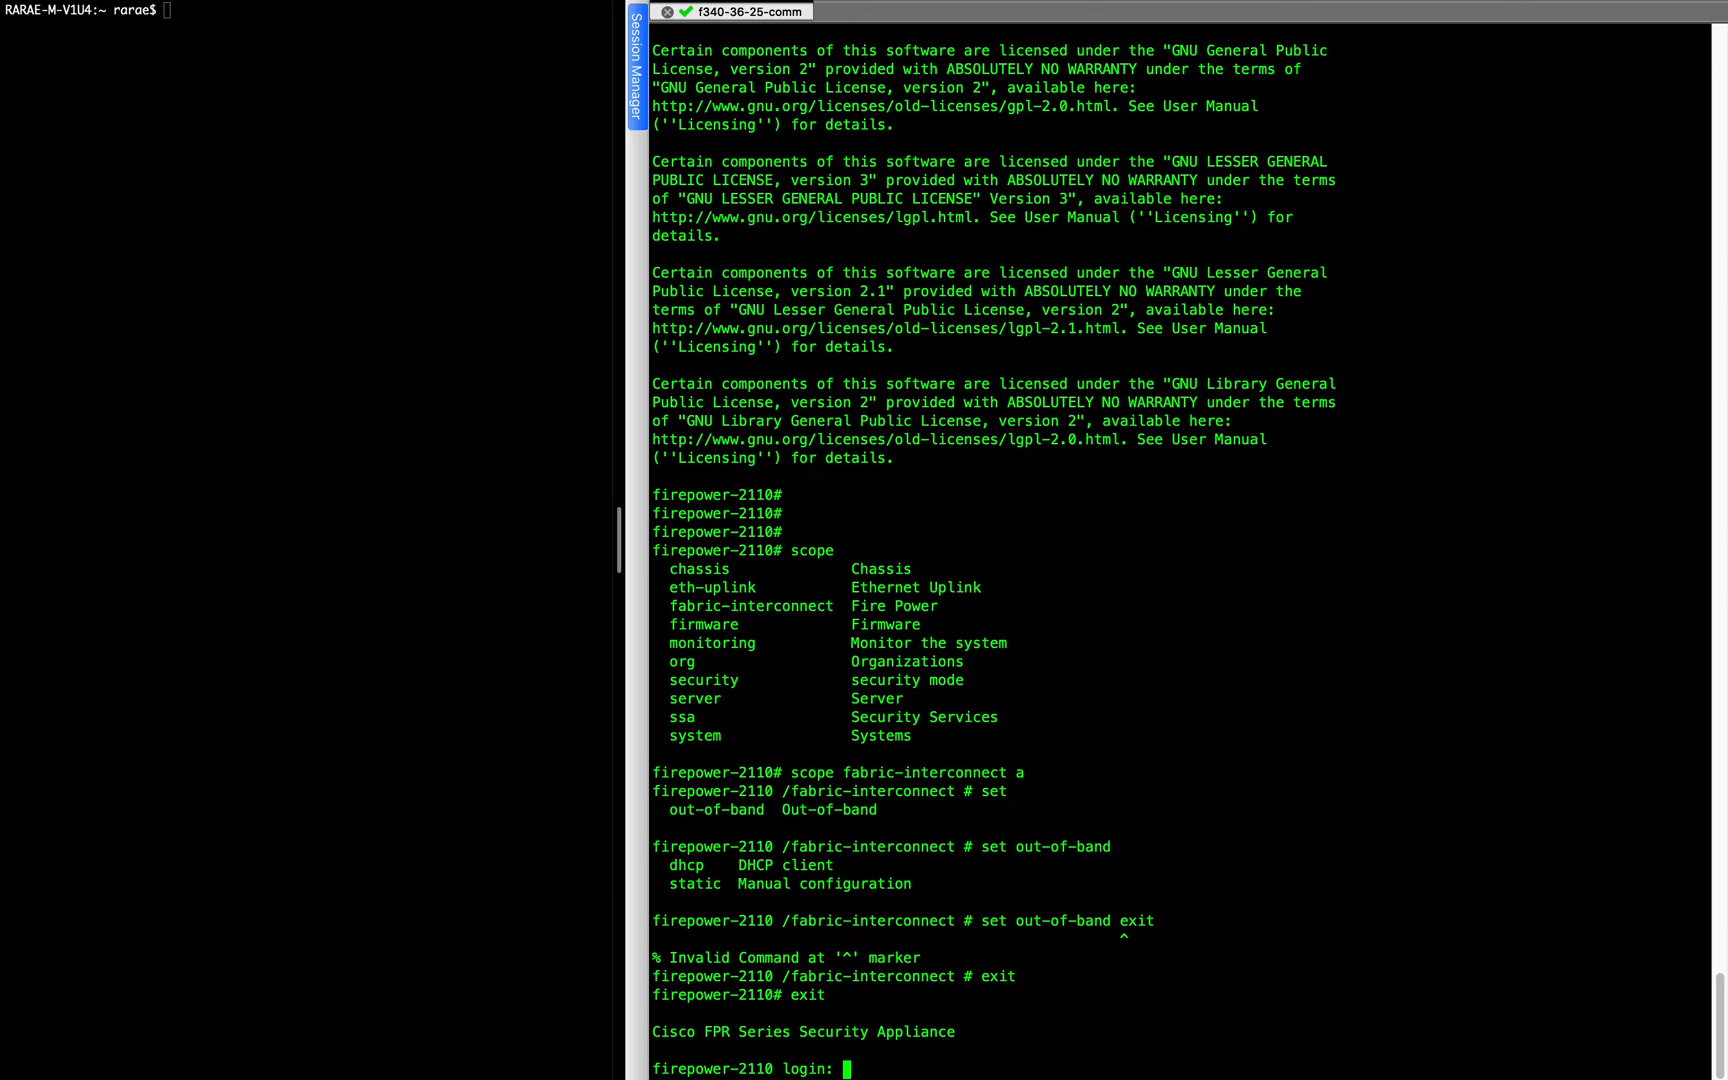 RARAE-M-V1U4:~ rarae$
Session Manager
f340-36-25-comm
Certain components of this software are licensed under the "GNU General Public
License, version 2" provided with ABSOLUTELY NO WARRANTY under the terms of
"GNU General Public License, version 2", available here:
http://www.gnu.org/licenses/old-licenses/gpl-2.0.html. See User Manual
(''Licensing'') for details.
Certain components of this software are licensed under the "GNU LESSER GENERAL
PUBLIC LICENSE, version 3" provided with ABSOLUTELY NO WARRANTY under the terms
of "GNU LESSER GENERAL PUBLIC LICENSE" Version 3", available here:
http://www.gnu.org/licenses/lgpl.html. See User Manual (''Licensing'') for
details.
Certain components of this software are licensed under the "GNU Lesser General
Public License, version 2.1" provided with ABSOLUTELY NO WARRANTY under the
terms of "GNU Lesser General Public License, version 2", available here:
http://www.gnu.org/licenses/old-licenses/lgpl-2.1.html. See User Manual
(''Licensing'') for details.
Certain components of this software are licensed under the "GNU Library General
Public License, version 2" provided with ABSOLUTELY NO WARRANTY under the terms
of "GNU Library General Public License, version 2", available here:
http://www.gnu.org/licenses/old-licenses/lgpl-2.0.html. See User Manual
(''Licensing'') for details.
firepower-2110#
firepower-2110#
firepower-2110#
firepower-2110# scope
chassis Chassis
eth-uplink Ethernet Uplink
fabric-interconnect Fire Power
firmware Firmware
monitoring Monitor the system
org Organizations
security security mode
server Server
ssa Security Services
system Systems
firepower-2110# scope fabric-interconnect a
firepower-2110 /fabric-interconnect # set
out-of-band Out-of-band
firepower-2110 /fabric-interconnect # set out-of-band
dhcp DHCP client
static Manual configuration
firepower-2110 /fabric-interconnect # set out-of-band exit
^
% Invalid Command at '^' marker
firepower-2110 /fabric-interconnect # exit
firepower-2110# exit
Cisco FPR Series Security Appliance
firepower-2110 login: